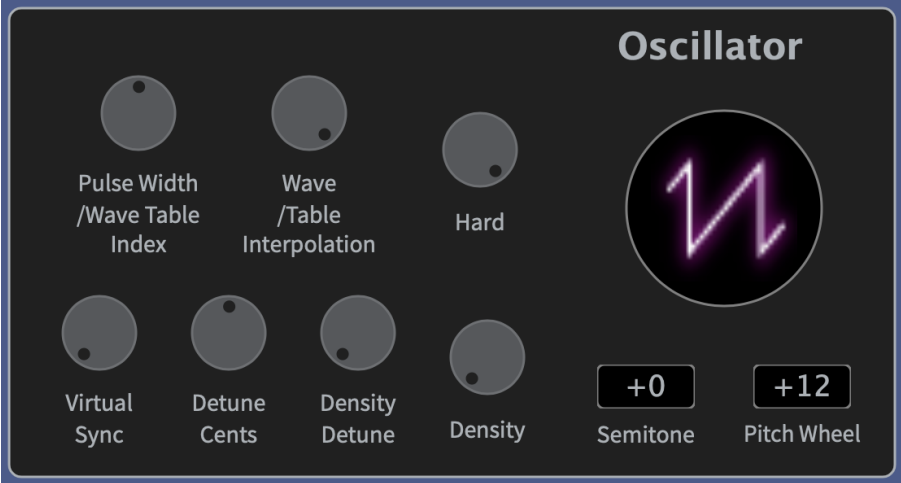 Oscillator
Pulse Width
/Wave Table
Index
Wave
/Table
Interpolation
Hard
Virtual
Sync
Detune
Cents
Density
Detune
Density
+0
Semitone
+12
Pitch Wheel